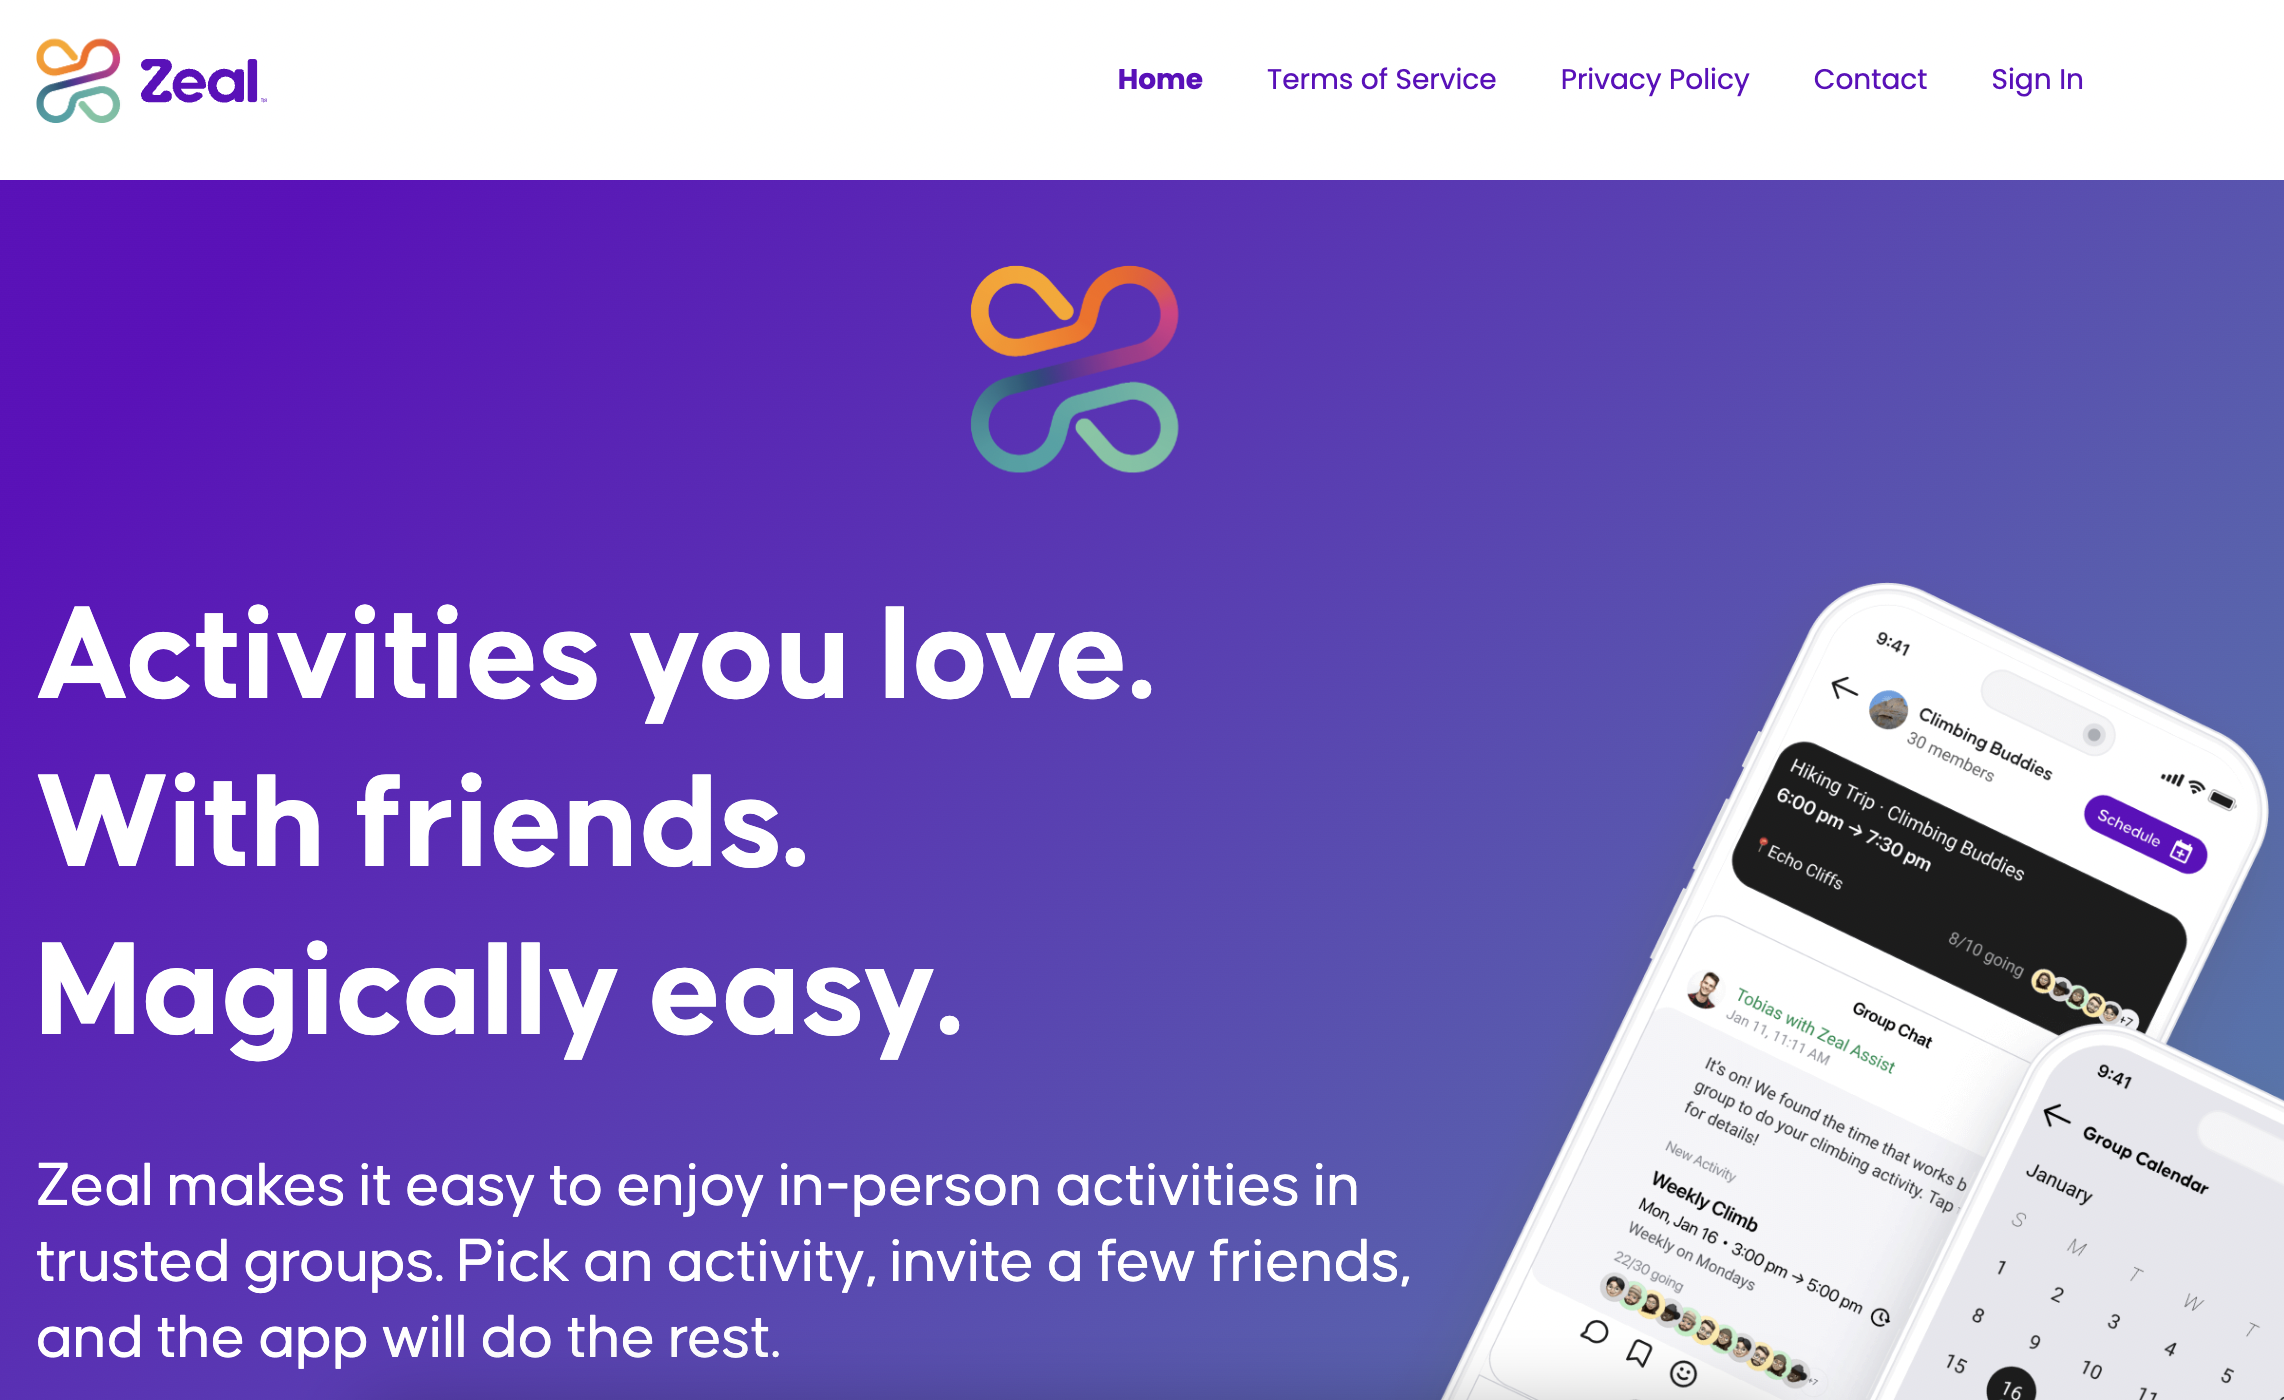 Zeal
Home
Terms of Service
Privacy Policy
Contact
Sign In
Activities you love.
With friends.
Magically easy.
Zeal makes it easy to enjoy in-person activities in
trusted groups. Pick an activity, invite a few friends,
and the app will do the rest.
9:41
Climbing Buddies
30 members
Schedule
Hiking Trip · Climbing Buddies
6:00 pm → 7:30 pm
Echo Cliffs
8/10 going
+7
Group Chat
Tobias with Zeal Assist
Jan 11, 11:11 AM
It's on! We found the time that works b
group to do your climbing activity. Tap
for details!
New Activity
Weekly Climb
Mon, Jan 16 • 3:00 pm → 5:00 pm
Weekly on Mondays
22/30 going
+7
9:41
Group Calendar
January
S M T W T
1 2 3 4 5
8 9 10 11
15 16